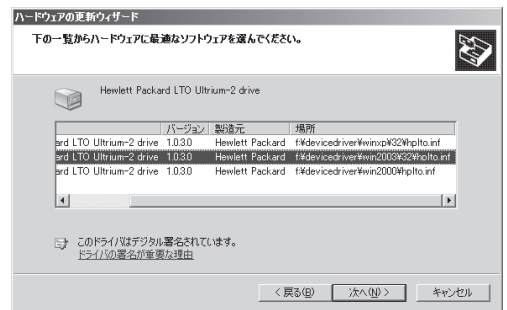 ハードウェアの更新ウィザード
下の一覧からハードウェアに最適なソフトウェアを選んでください。
Hewlett Packard LTO Ultrium-2 drive
バージョン 製造元 場所
ard LTO Ultrium-2 drive 1.0.3.0 Hewlett Packard f:¥devicedriver¥winxp¥32¥hplto.inf
ard LTO Ultrium-2 drive 1.0.3.0 Hewlett Packard f:¥devicedriver¥win2003¥32¥hplto.inf
ard LTO Ultrium-2 drive 1.0.3.0 Hewlett Packard f:¥devicedriver¥win2000¥hplto.inf
このドライバはデジタル署名されています。
ドライバの署名が重要な理由
< 戻る(B) 次へ(N) > キャンセル